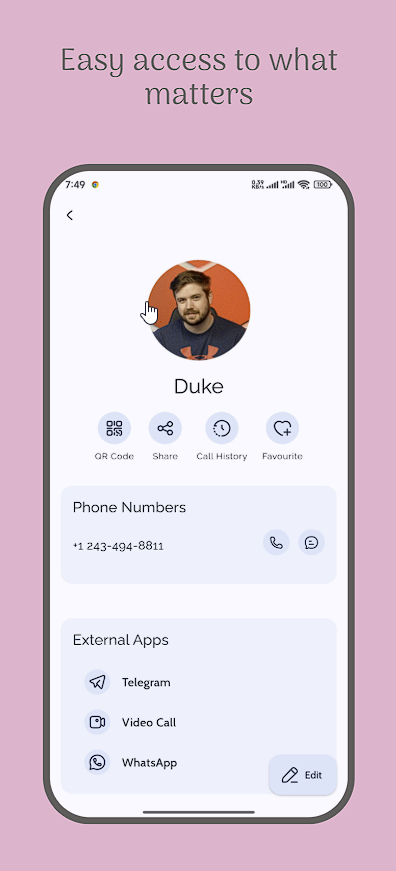 Easy access to what
matters
7:49
0.39
KB/s
HD
100
Duke
QR Code
Share
Call History
Favourite
Phone Numbers
+1 243-494-8811
External Apps
Telegram
Video Call
WhatsApp
Edit